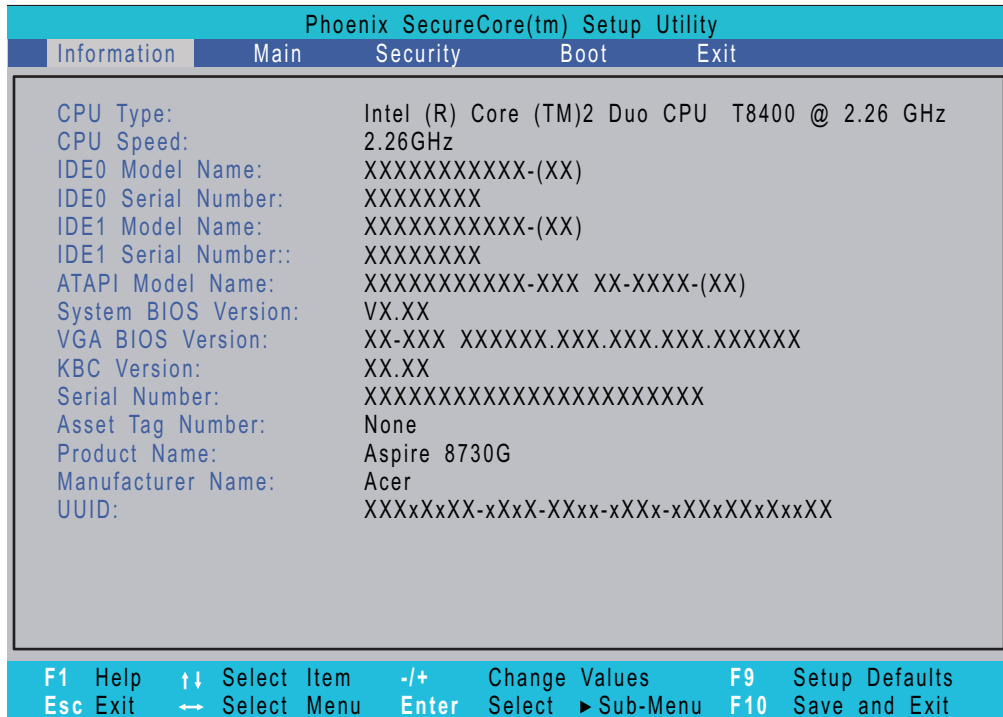 Phoenix SecureCore(tm) Setup Utility
Information Main Security Boot Exit
CPU Type: Intel (R) Core (TM)2 Duo CPU T8400 @ 2.26 GHz
CPU Speed: 2.26GHz
IDE0 Model Name: XXXXXXXXXXX-(XX)
IDE0 Serial Number: XXXXXXXX
IDE1 Model Name: XXXXXXXXXXX-(XX)
IDE1 Serial Number:: XXXXXXXX
ATAPI Model Name: XXXXXXXXXXX-XXX XX-XXXX-(XX)
System BIOS Version: VX.XX
VGA BIOS Version: XX-XXX XXXXXX.XXX.XXX.XXX.XXXXXX
KBC Version: XX.XX
Serial Number: XXXXXXXXXXXXXXXXXXXXXXX
Asset Tag Number: None
Product Name: Aspire 8730G
Manufacturer Name: Acer
UUID: XXXxXxXX-xXxX-XXxx-xXXx-xXXxXXxXxxXX
F1 Help ↑↓ Select Item -/+ Change Values F9 Setup Defaults
Esc Exit ↔ Select Menu Enter Select ▶Sub-Menu F10 Save and Exit